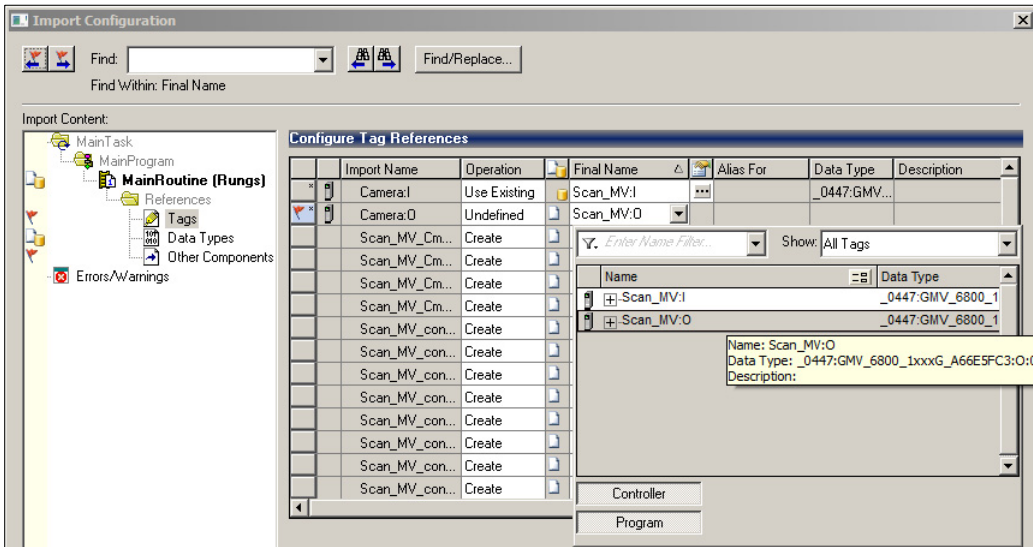 Import Configuration
Find:
Find/Replace...
Find Within: Final Name
Import Content:
MainTask
MainProgram
MainRoutine (Rungs)
References
Tags
Data Types
Other Components
Errors/Warnings
Configure Tag References
Import Name Operation Final Name Alias For Data Type Description
Camera:I Use Existing Scan_MV:I ... _0447:GMV...
Camera:O Undefined Scan_MV:O
Scan_MV_Cm... Create
Scan_MV_Cm... Create
Scan_MV_Cm... Create
Scan_MV_Cm... Create
Scan_MV_con... Create
Scan_MV_con... Create
Scan_MV_con... Create
Scan_MV_con... Create
Scan_MV_con... Create
Scan_MV_con... Create
Scan_MV_con... Create
Scan_MV_con... Create
Enter Name Filter... Show: All Tags
Name Data Type
Scan_MV:I _0447:GMV_6800_1
Scan_MV:O _0447:GMV_6800_1
Name: Scan_MV:O
Data Type: _0447:GMV_6800_1xxxG_A66E5FC3:O:
Description:
Controller
Program